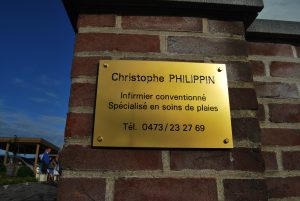 Christophe PHILIPPIN
Infirmier conventionné
Spécialisé en soins de plaies
Tél. 0473/23 27 69